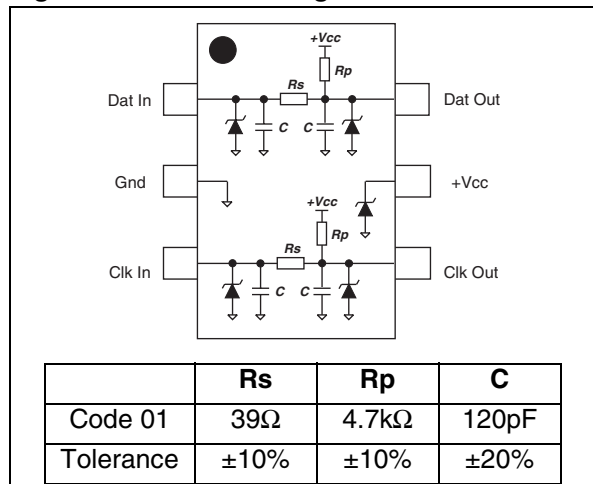 +Vcc
Rp
Rs
Dat In
Dat Out
C
C
Gnd
+Vcc
+Vcc
Rp
Rs
Clk In
Clk Out
C
C
Rs Rp C
Code 01 39Ω 4.7kΩ 120pF
Tolerance ±10% ±10% ±20%